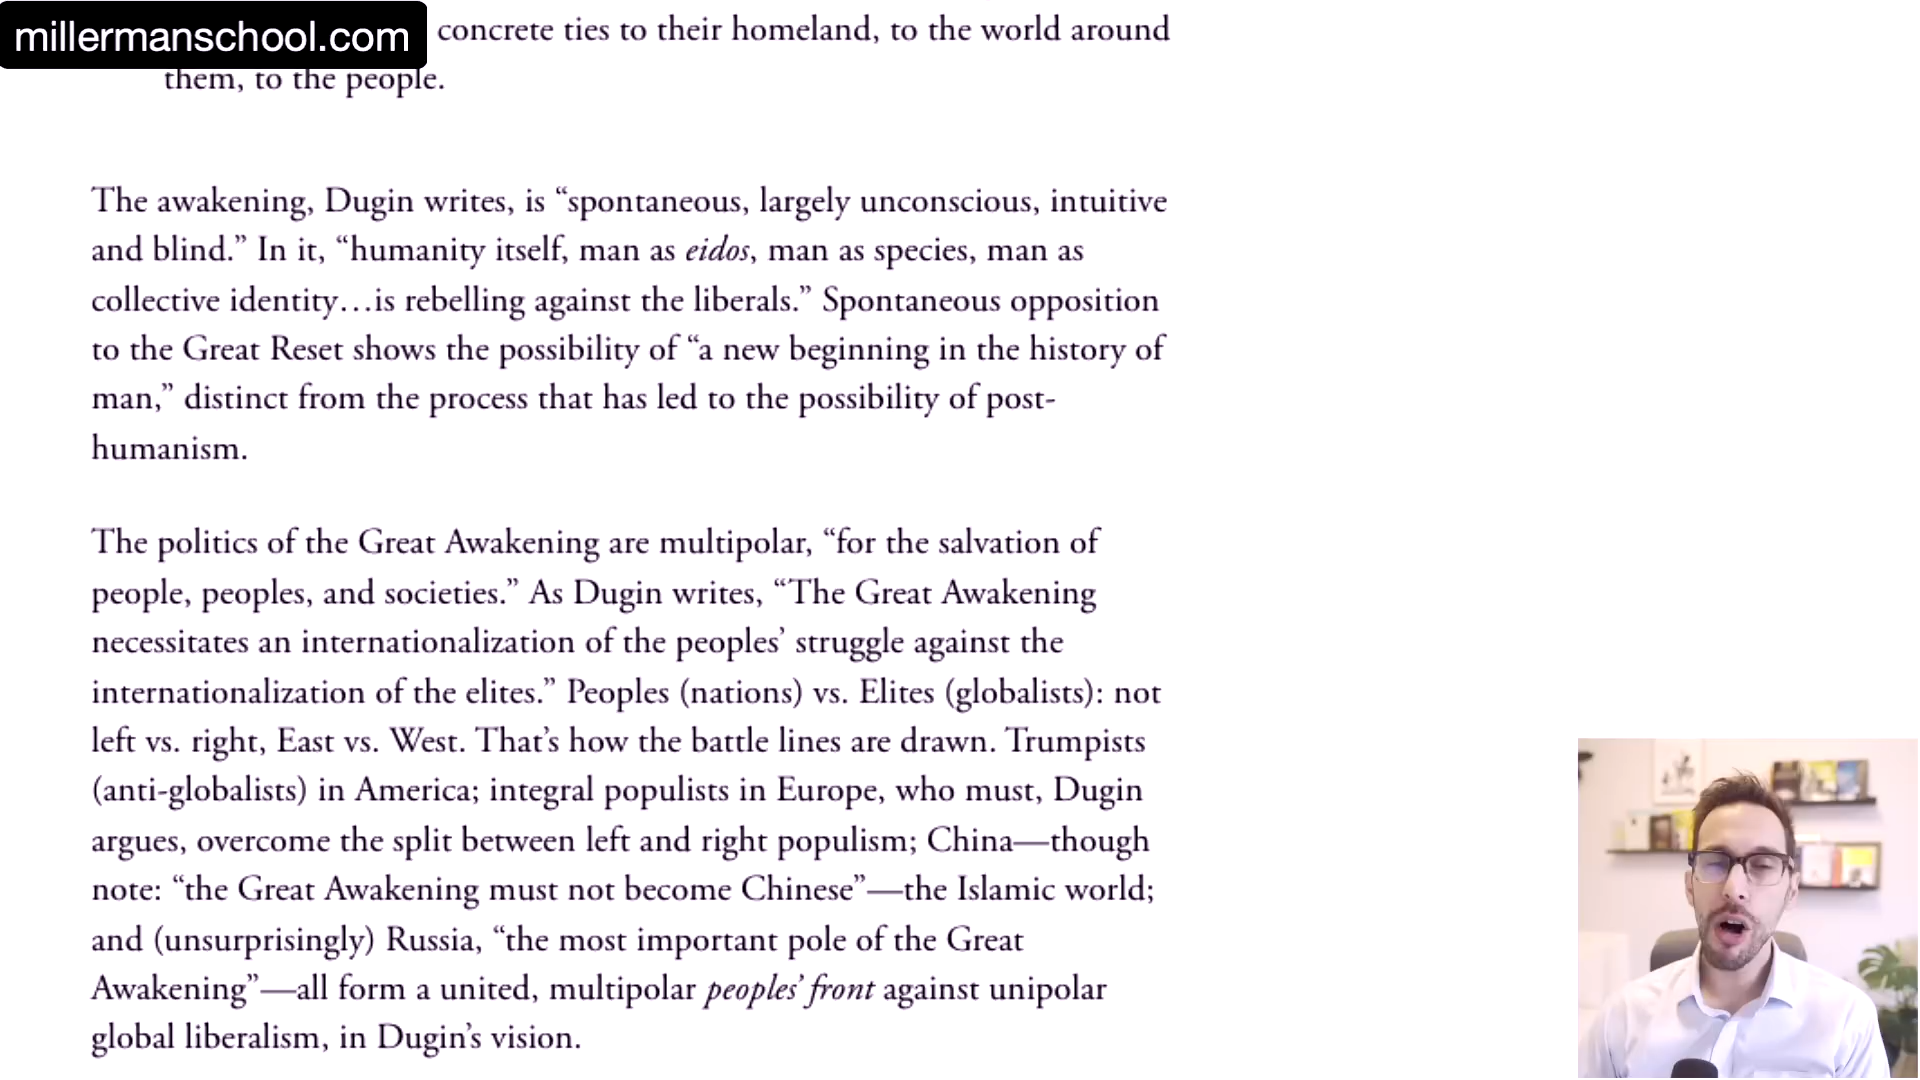 millermanschool.com
concrete ties to their homeland, to the world around
them, to the people.
The awakening, Dugin writes, is “spontaneous, largely unconscious, intuitive
and blind.” In it, “humanity itself, man as eidos, man as species, man as
collective identity…is rebelling against the liberals.” Spontaneous opposition
to the Great Reset shows the possibility of “a new beginning in the history of
man,” distinct from the process that has led to the possibility of post-
humanism.
The politics of the Great Awakening are multipolar, “for the salvation of
people, peoples, and societies.” As Dugin writes, “The Great Awakening
necessitates an internationalization of the peoples’ struggle against the
internationalization of the elites.” Peoples (nations) vs. Elites (globalists): not
left vs. right, East vs. West. That’s how the battle lines are drawn. Trumpists
(anti-globalists) in America; integral populists in Europe, who must, Dugin
argues, overcome the split between left and right populism; China—though
note: “the Great Awakening must not become Chinese”—the Islamic world;
and (unsurprisingly) Russia, “the most important pole of the Great
Awakening”—all form a united, multipolar peoples’ front against unipolar
global liberalism, in Dugin’s vision.